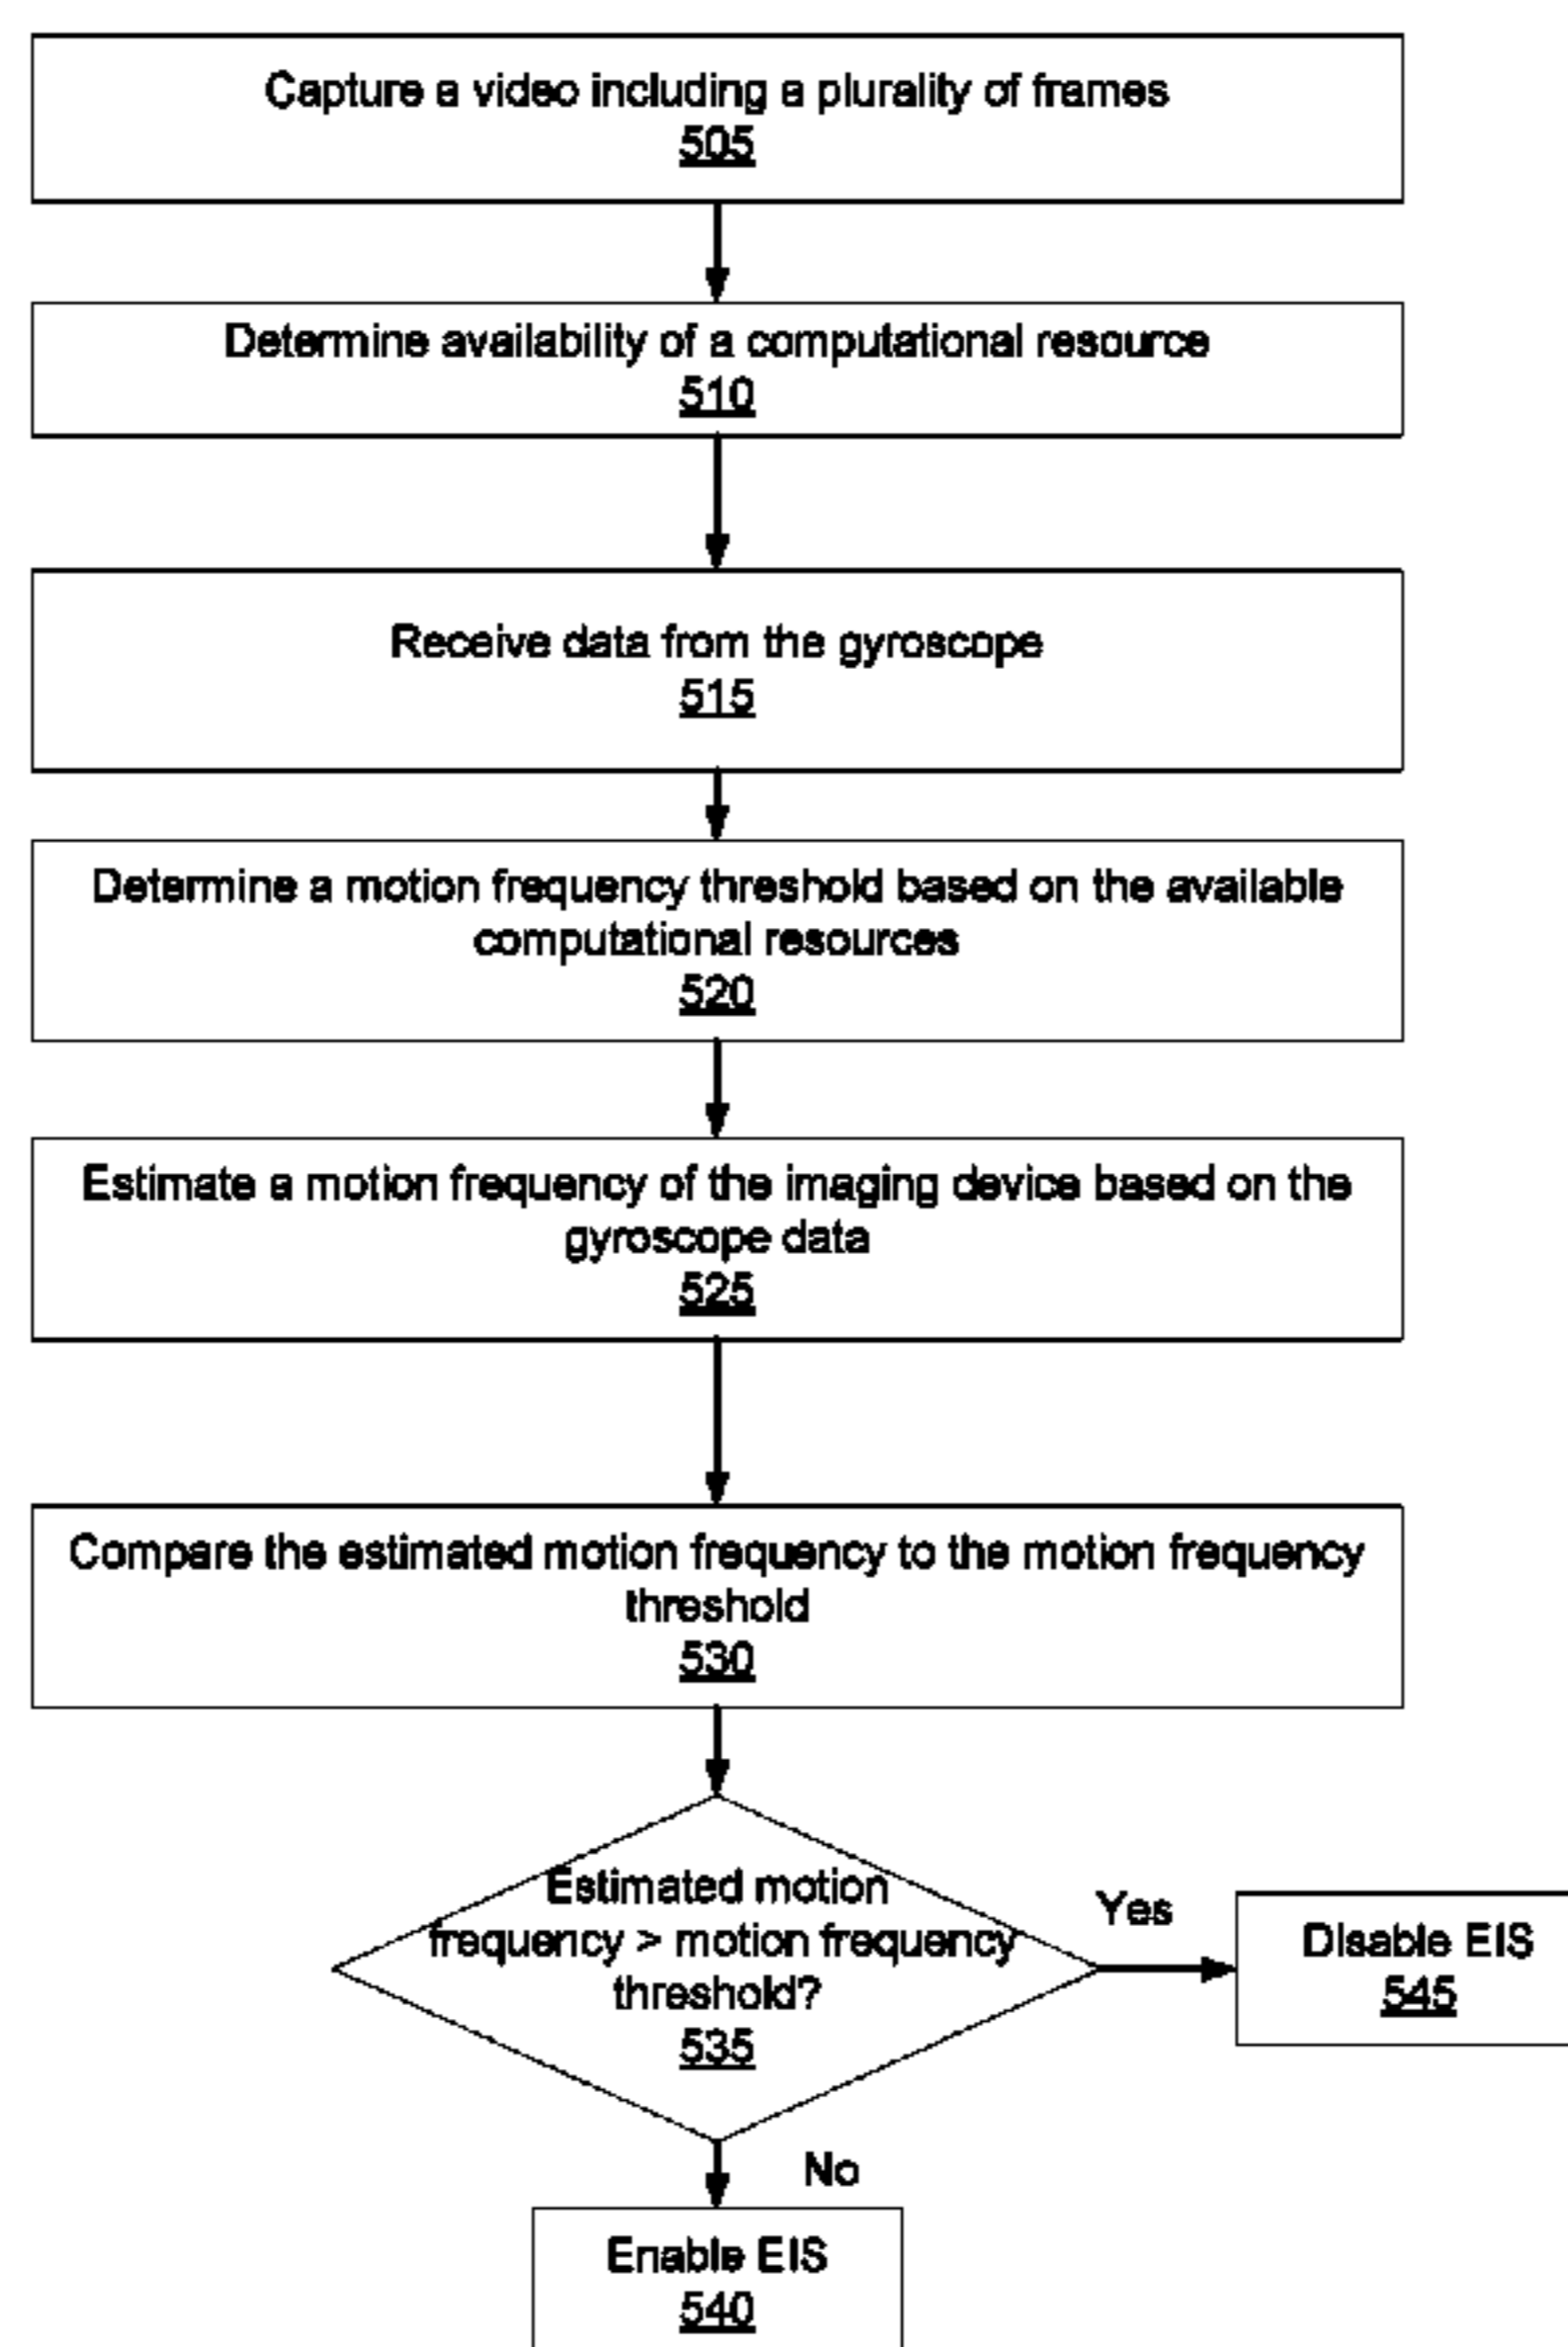 Capture a video including a plurality of frames
505
Determine availability of a computational resource
510
Receive data from the gyroscope
515
Determine a motion frequency threshold based on the available
computational resources
520
Estimate a motion frequency of the imaging device based on the
gyroscope data
525
Compare the estimated motion frequency to the motion frequency
threshold
530
Estimated motion
frequency > motion frequency
threshold?
535
Yes
Disable EIS
545
No
Enable EIS
540